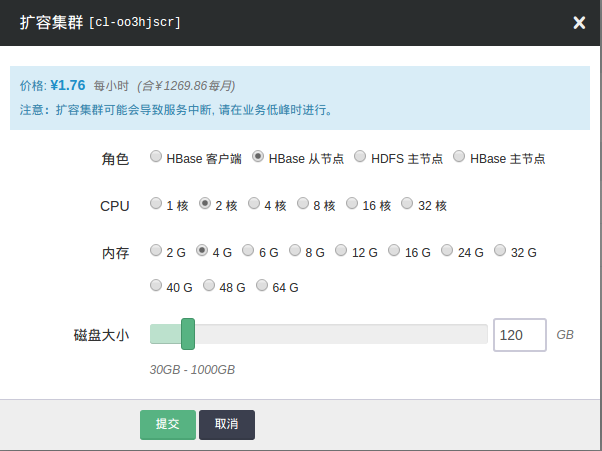 扩容集群 [cl-oo3hjscr] ×
价格: ¥1.76 每小时 (合￥1269.86每月)
注意：扩容集群可能会导致服务中断, 请在业务低峰时进行。
角色 HBase 客户端 HBase 从节点 HDFS 主节点 HBase 主节点
CPU 1 核 2 核 4 核 8 核 16 核 32 核
内存 2 G 4 G 6 G 8 G 12 G 16 G 24 G 32 G
40 G 48 G 64 G
磁盘大小 120 GB
30GB - 1000GB
提交 取消